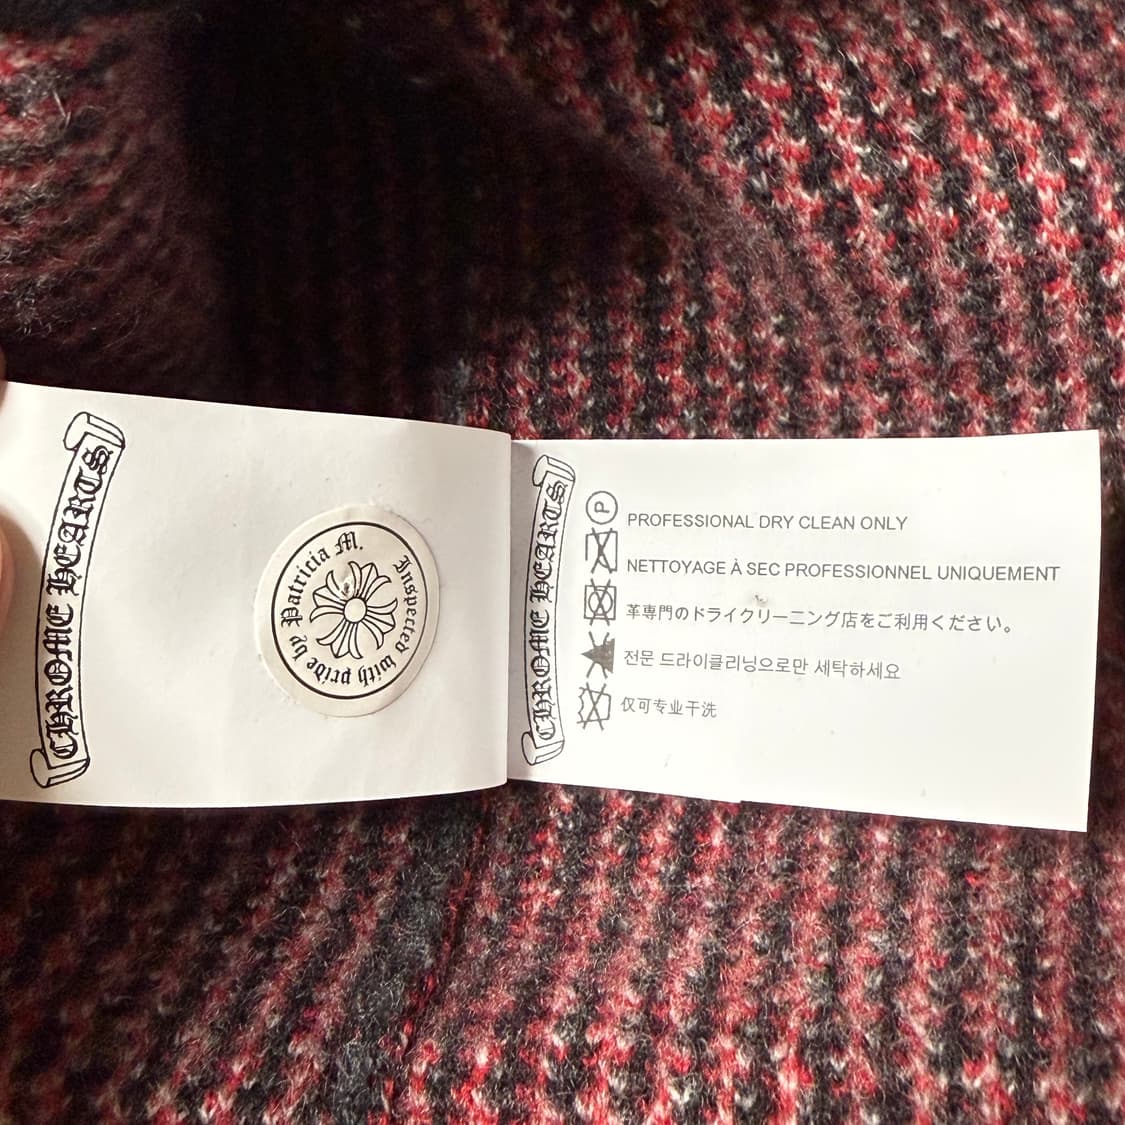 CHROME HEARTS
Inspected with pride by Patricia M.
CHROME HEARTS
P
PROFESSIONAL DRY CLEAN ONLY
NETTOYAGE À SEC PROFESSIONNEL UNIQUEMENT
革専門のドライクリーニング店をご利用ください。
전문 드라이클리닝으로만 세탁하세요
仅可专业干洗